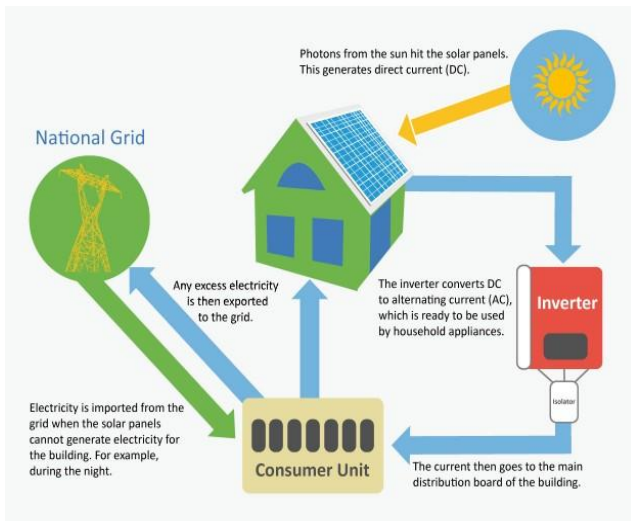 Photons from the sun hit the solar panels.
This generates direct current (DC).
National Grid
Any excess electricity
is then exported
to the grid.
The inverter converts DC
to alternating current (AC),
which is ready to be used
by household appliances.
Inverter
Isolator
Electricity is imported from the
grid when the solar panels
cannot generate electricity for
the building. For example,
during the night.
Consumer Unit
The current then goes to the main
distribution board of the building.